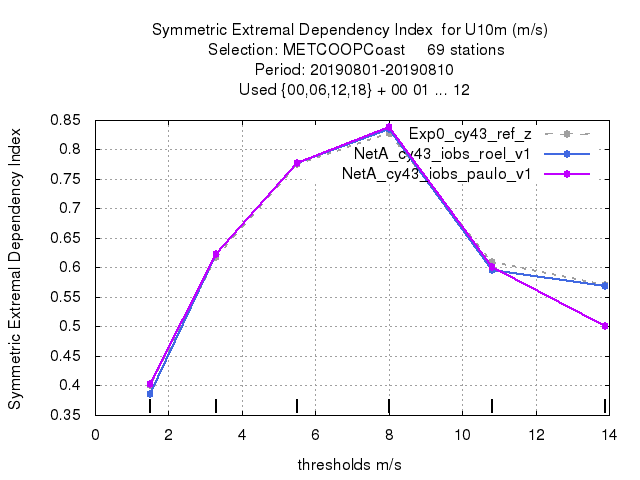 Symmetric Extremal Dependency Index  for U10m (m/s)
Selection: METCOOPCoast     69 stations
Period: 20190801-20190810
Used {00,06,12,18} + 00 01 ... 12
Exp0_cy43_ref_z
NetA_cy43_iobs_roel_v1
NetA_cy43_iobs_paulo_v1
Symmetric Extremal Dependency Index
0.85
0.8
0.75
0.7
0.65
0.6
0.55
0.5
0.45
0.4
0.35
0 2 4 6 8 10 12 14
thresholds m/s